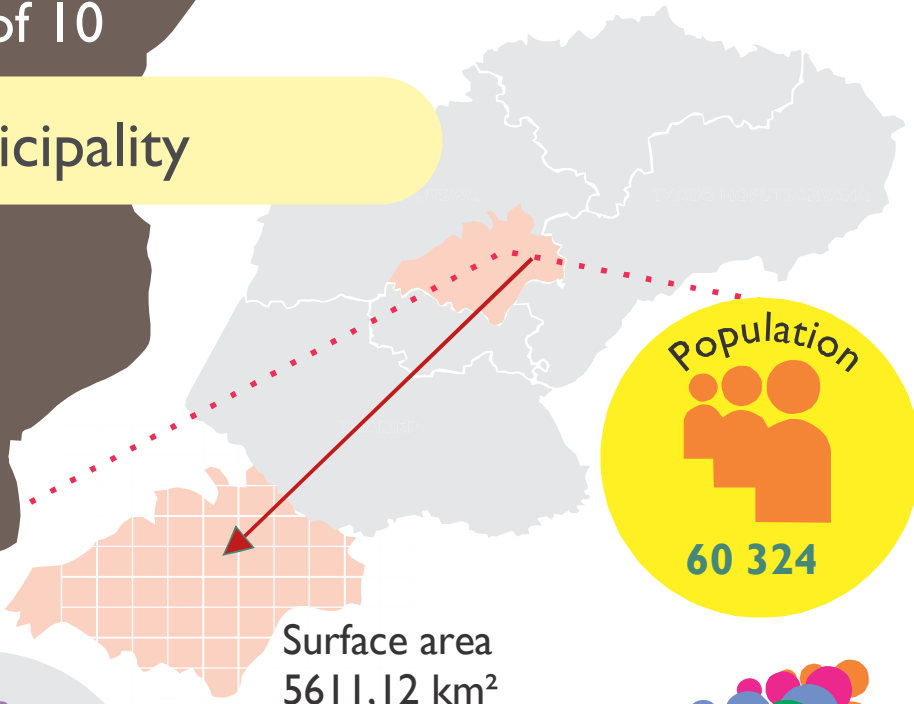 of 10
icipality
Population
60 324
Surface area
5611,12 km²